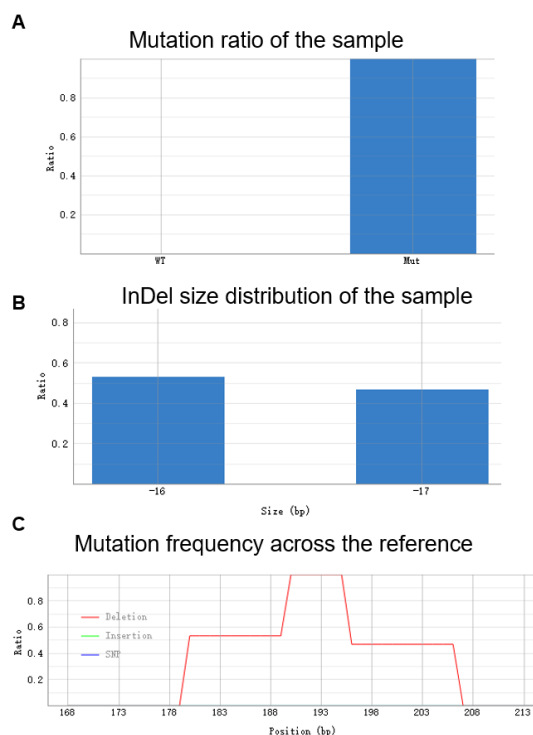 A
Mutation ratio of the sample
0.8
0.6
Ratio
0.4
0.2
WT Mut
B
InDel size distribution of the sample
0.8
0.6
Ratio
0.4
0.2
-16 -17
Size (bp)
C
Mutation frequency across the reference
0.8
Deletion
0.6
Insertion
Ratio
0.4
SNP
0.2
168 173 178 183 188 193 198 203 208 213
Position (bp)